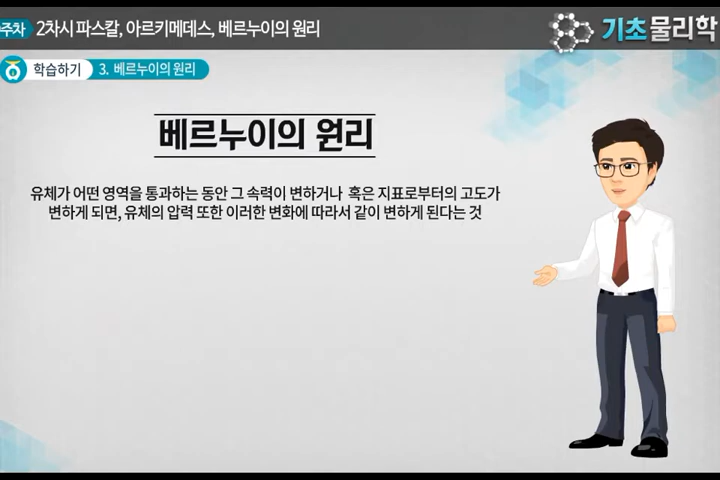 주차 2차시 파스칼, 아르키메데스, 베르누이의 원리
기초물리학
학습하기 3. 베르누이의 원리
베르누이의 원리
유체가 어떤 영역을 통과하는 동안 그 속력이 변하거나 혹은 지표로부터의 고도가
변하게 되면, 유체의 압력 또한 이러한 변화에 따라서 같이 변하게 된다는 것